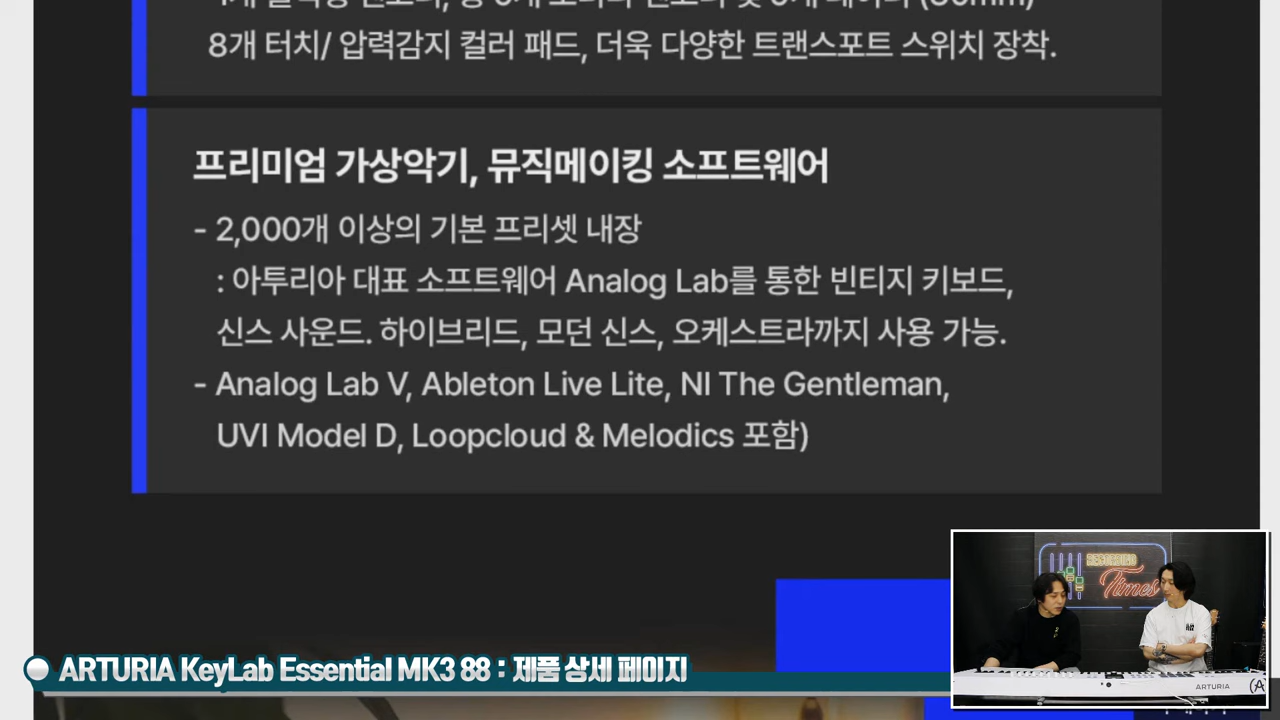 8개 터치/ 압력감지 컬러 패드, 더욱 다양한 트랜스포트 스위치 장착.
프리미엄 가상악기, 뮤직메이킹 소프트웨어
- 2,000개 이상의 기본 프리셋 내장
: 아투리아 대표 소프트웨어 Analog Lab를 통한 빈티지 키보드,
신스 사운드. 하이브리드, 모던 신스, 오케스트라까지 사용 가능.
- Analog Lab V, Ableton Live Lite, NI The Gentleman,
UVI Model D, Loopcloud & Melodics 포함)
RECORDING
Times
ARTURIA
ARTURIA KeyLab Essential MK3 88 : 제품 상세 페이지